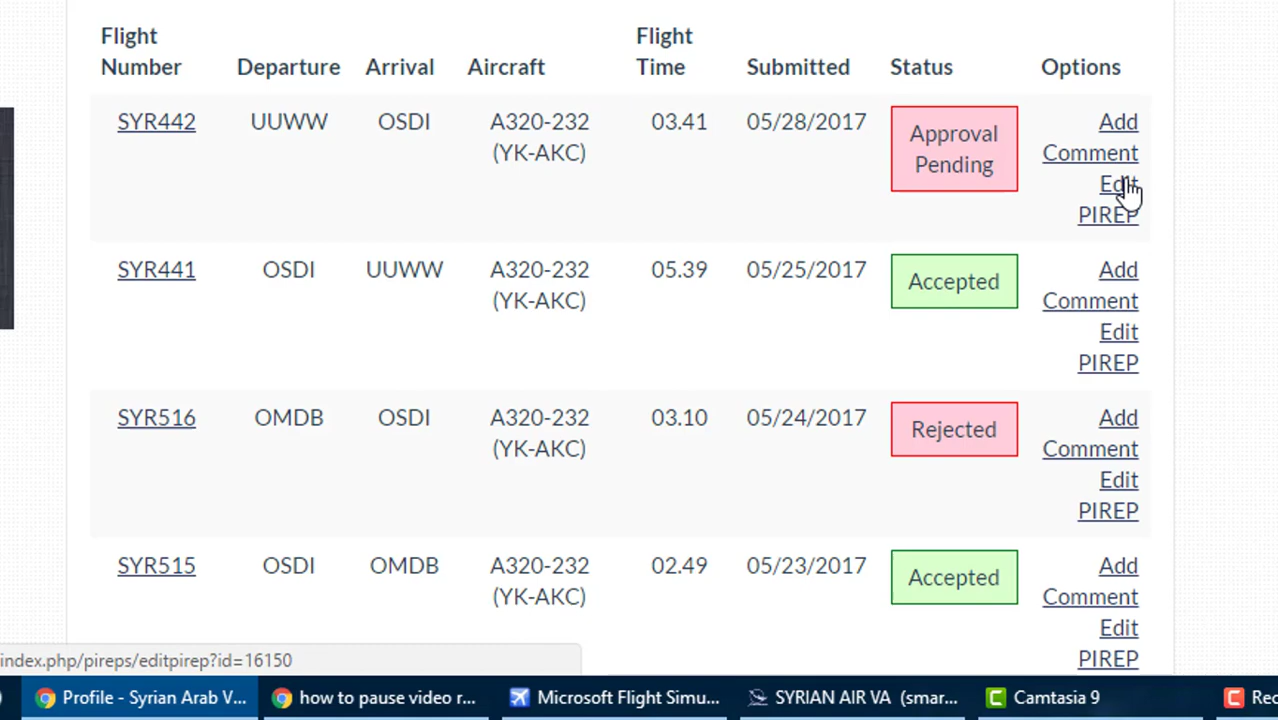 Flight Number Departure Arrival Aircraft Flight Time Submitted Status Options
SYR442 UUWW OSDI A320-232 (YK-AKC) 03.41 05/28/2017 Approval Pending Add Comment Edit PIREP
SYR441 OSDI UUWW A320-232 (YK-AKC) 05.39 05/25/2017 Accepted Add Comment Edit PIREP
SYR516 OMDB OSDI A320-232 (YK-AKC) 03.10 05/24/2017 Rejected Add Comment Edit PIREP
SYR515 OSDI OMDB A320-232 (YK-AKC) 02.49 05/23/2017 Accepted Add Comment Edit PIREP
index.php/pireps/editpirep?id=16150
Profile - Syrian Arab V... how to pause video r... Microsoft Flight Simu... SYRIAN AIR VA (smar... Camtasia 9 Rec